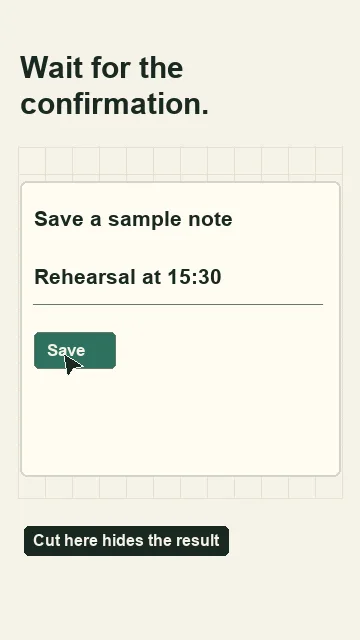 Wait for the
confirmation.
Save a sample note
Rehearsal at 15:30
Save
Cut here hides the result